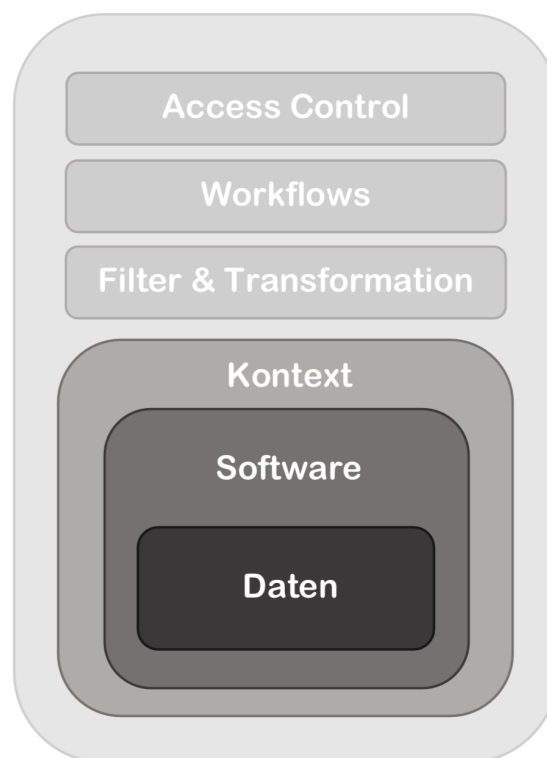 Access Control
Workflows
Filter & Transformation
Kontext
Software
Daten